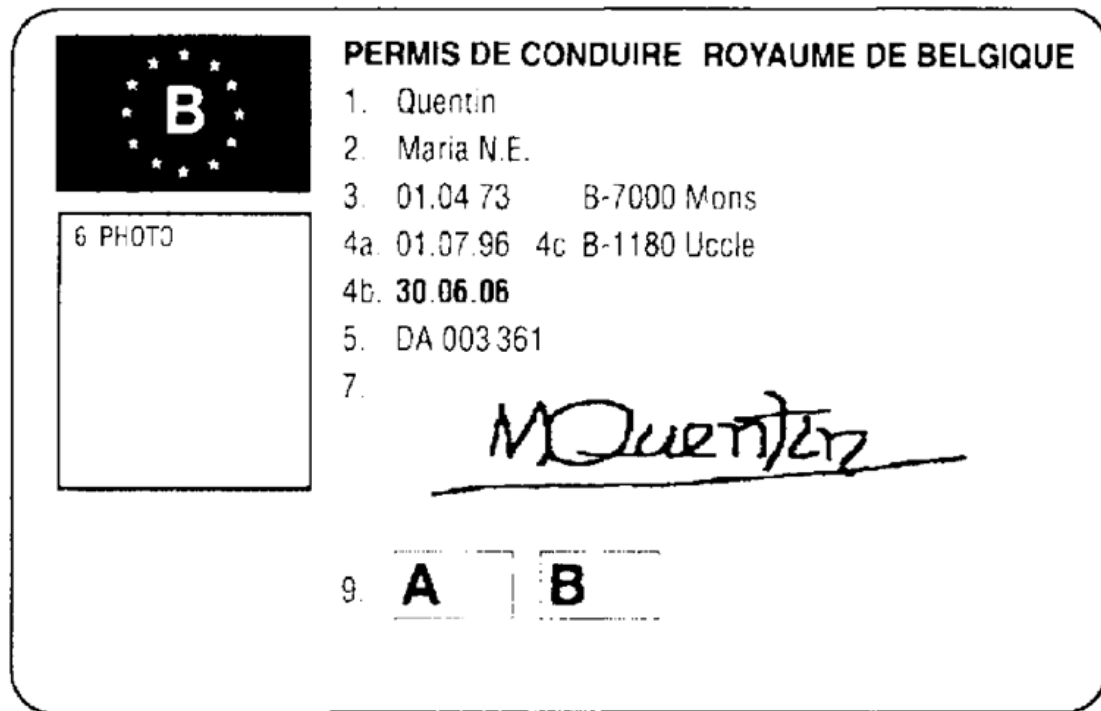 B
PERMIS DE CONDUIRE ROYAUME DE BELGIQUE
1. Quentin
2. Maria N.E.
3. 01.04 73 B-7000 Mons
4a. 01.07.96 4c B-1180 Uccle
4b. 30.06.06
5. DA 003 361
6 PHOTO
7.
MQuentin
9. A B